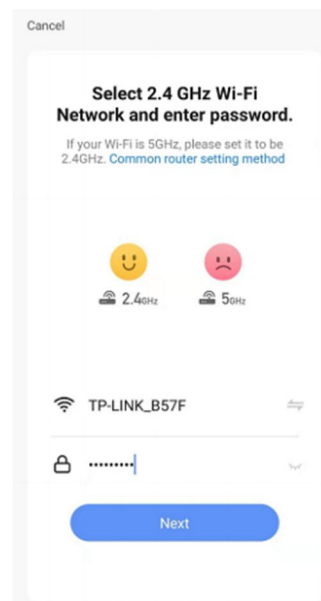 Cancel
Select 2.4 GHz Wi-Fi
Network and enter password.
If your Wi-Fi is 5GHz, please set it to be
2.4GHz. Common router setting method
2.4GHz 5GHz
TP-LINK_B57F
•••••••••
Next